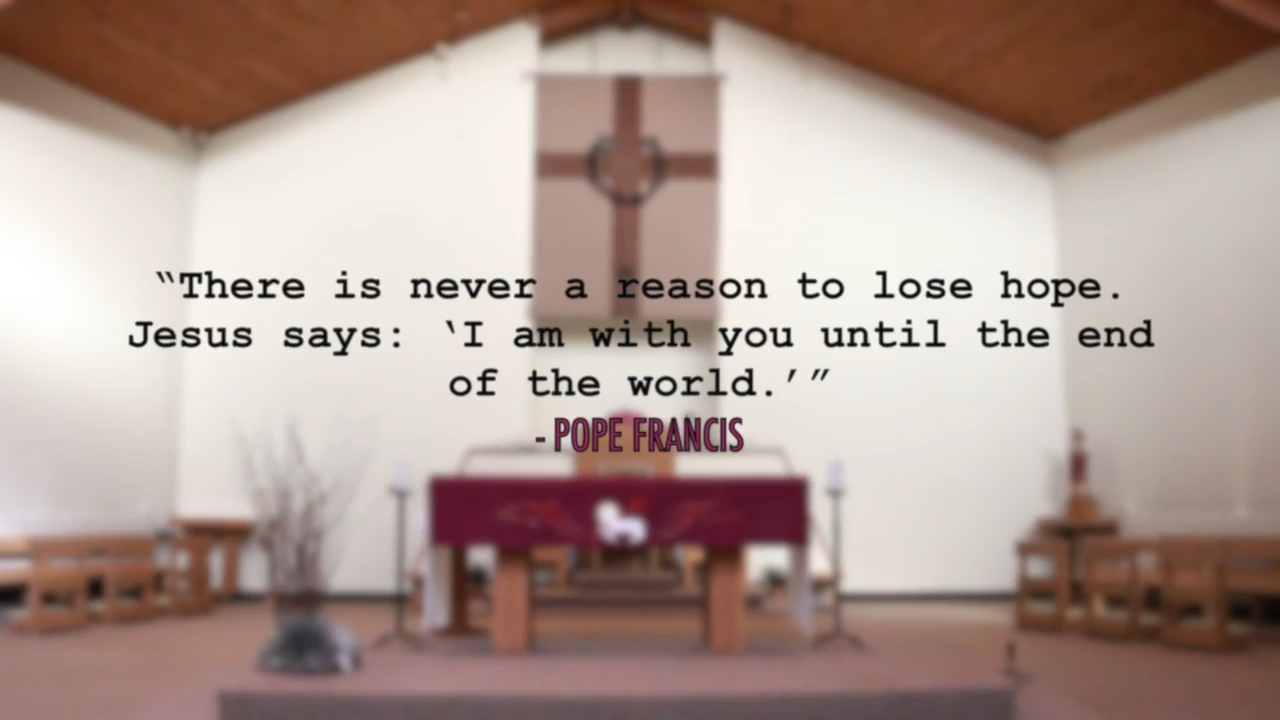 “There is never a reason to lose hope.
Jesus says: ‘I am with you until the end
of the world.’”
- POPE FRANCIS